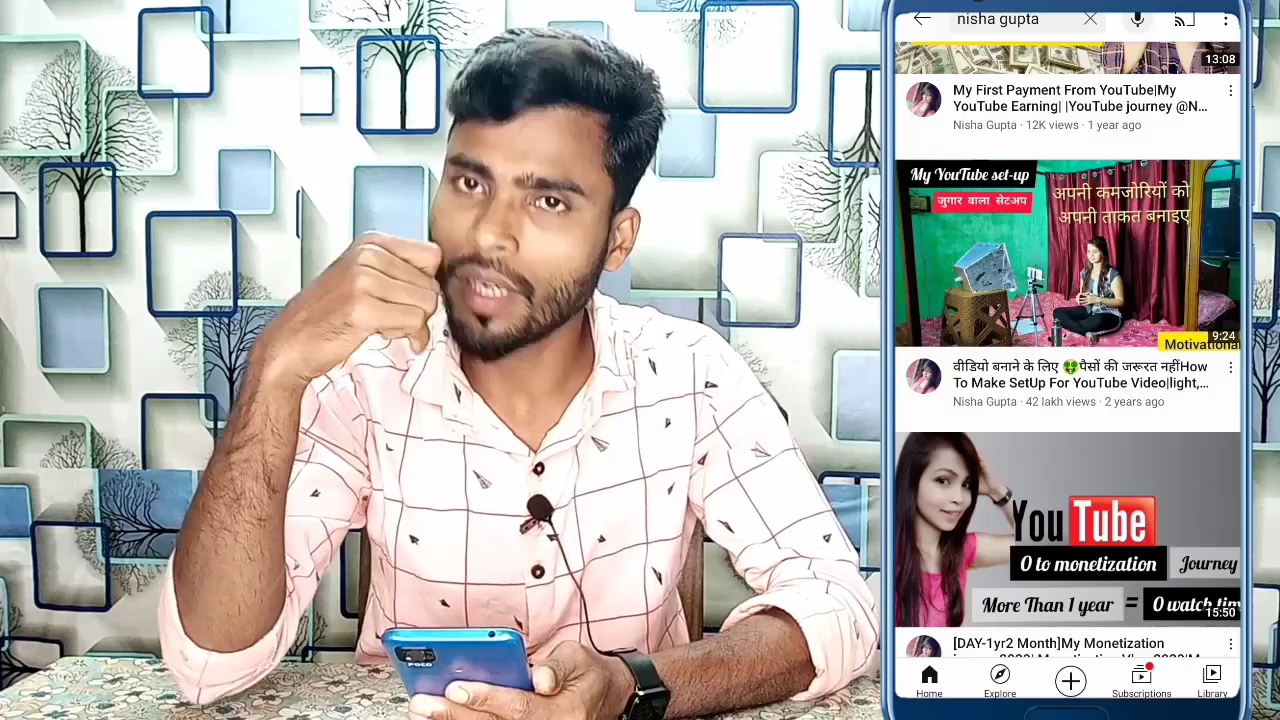 nisha gupta
13:08
My First Payment From YouTube|My
YouTube Earning| |YouTube journey @N...
Nisha Gupta · 12K views · 1 year ago
My YouTube set-up
जुगार वाला सेटअप
अपनी कमजोरियों को
अपनी ताकत बनाइए
9:24
Motivational
वीडियो बनाने के लिए 🤑पैसों की जरूरत नहीं|How
To Make SetUp For YouTube Video|light,...
Nisha Gupta · 42 lakh views · 2 years ago
YouTube
0 to monetization
Journey
More Than 1 year = 0 watch tim
15:50
[DAY-1yr2 Month]My Monetization
Home
Explore
Subscriptions
Library
POCO